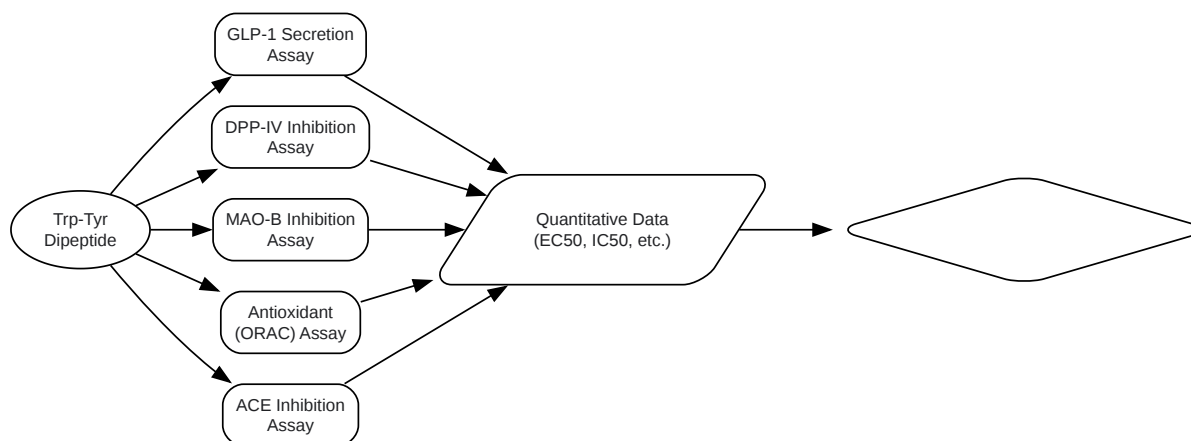 GLP-1 Secretion
Assay
DPP-IV Inhibition
Assay
Trp-Tyr
Dipeptide
MAO-B Inhibition
Assay
Quantitative Data
(EC50, IC50, etc.)
Antioxidant
(ORAC) Assay
ACE Inhibition
Assay